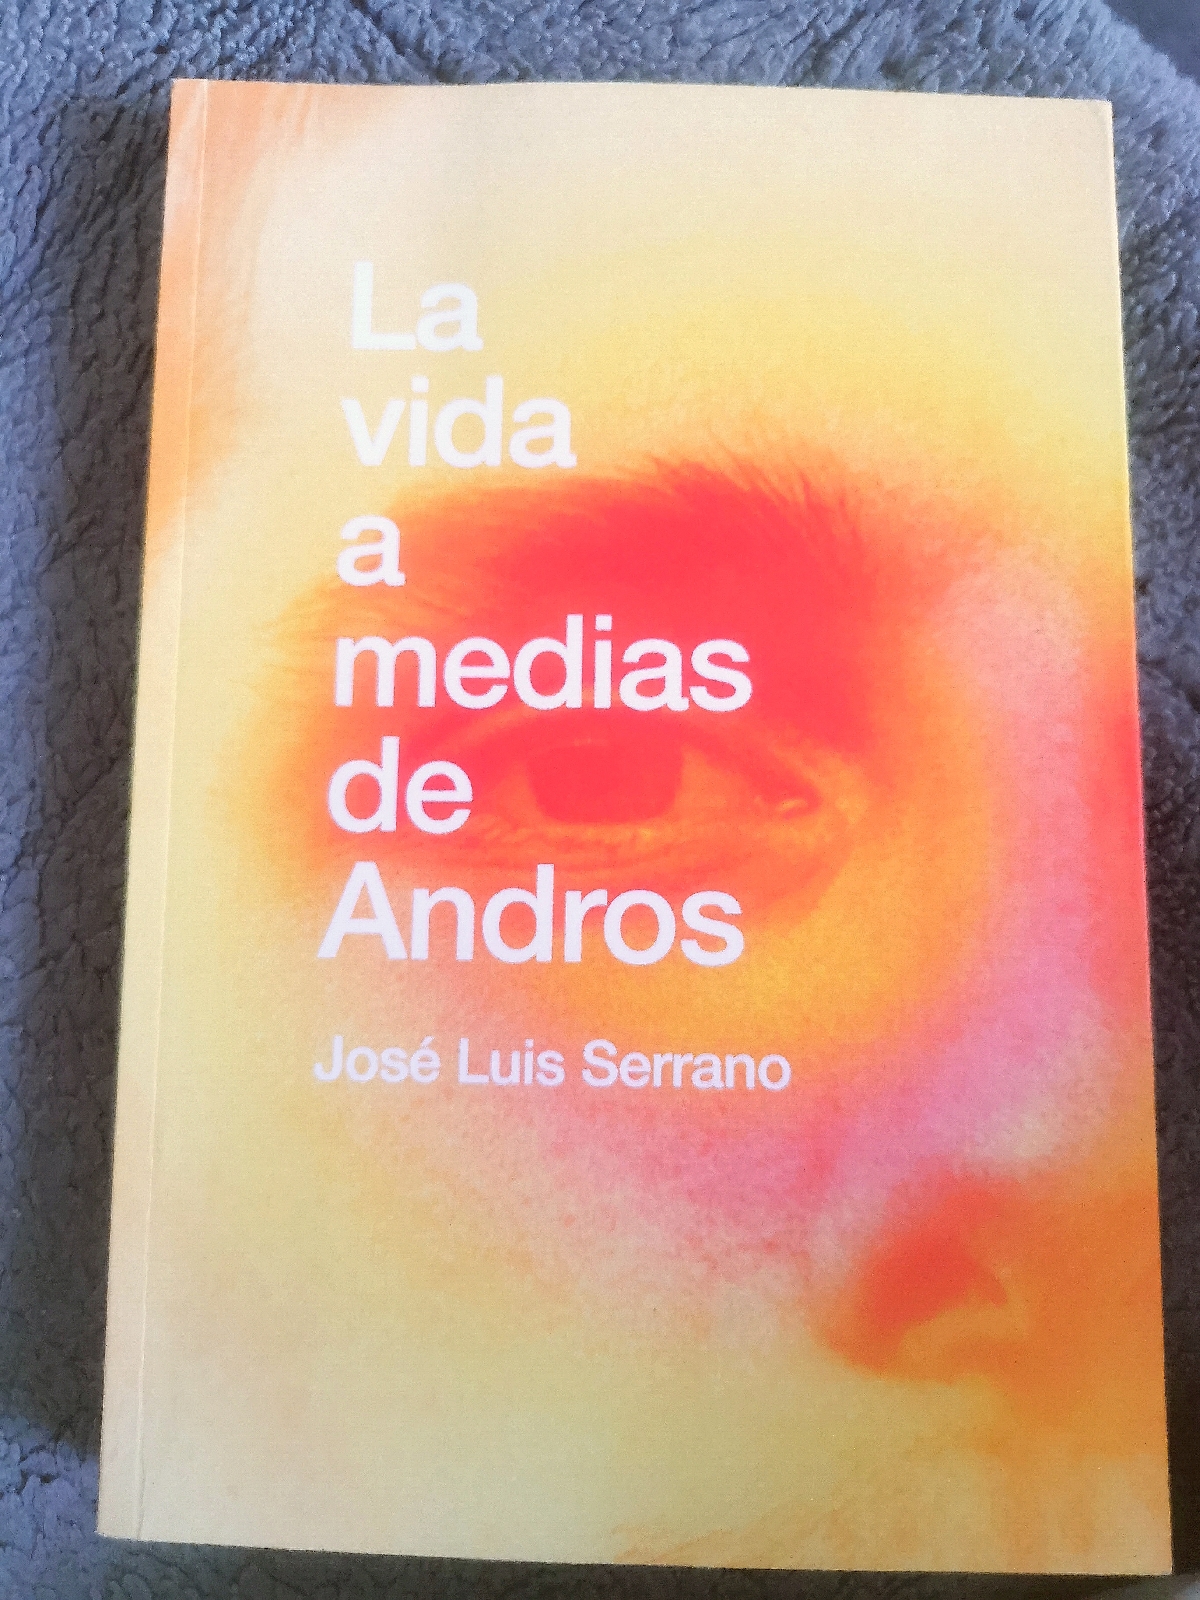 La
vida
a
medias
de
Andros
José Luis Serrano